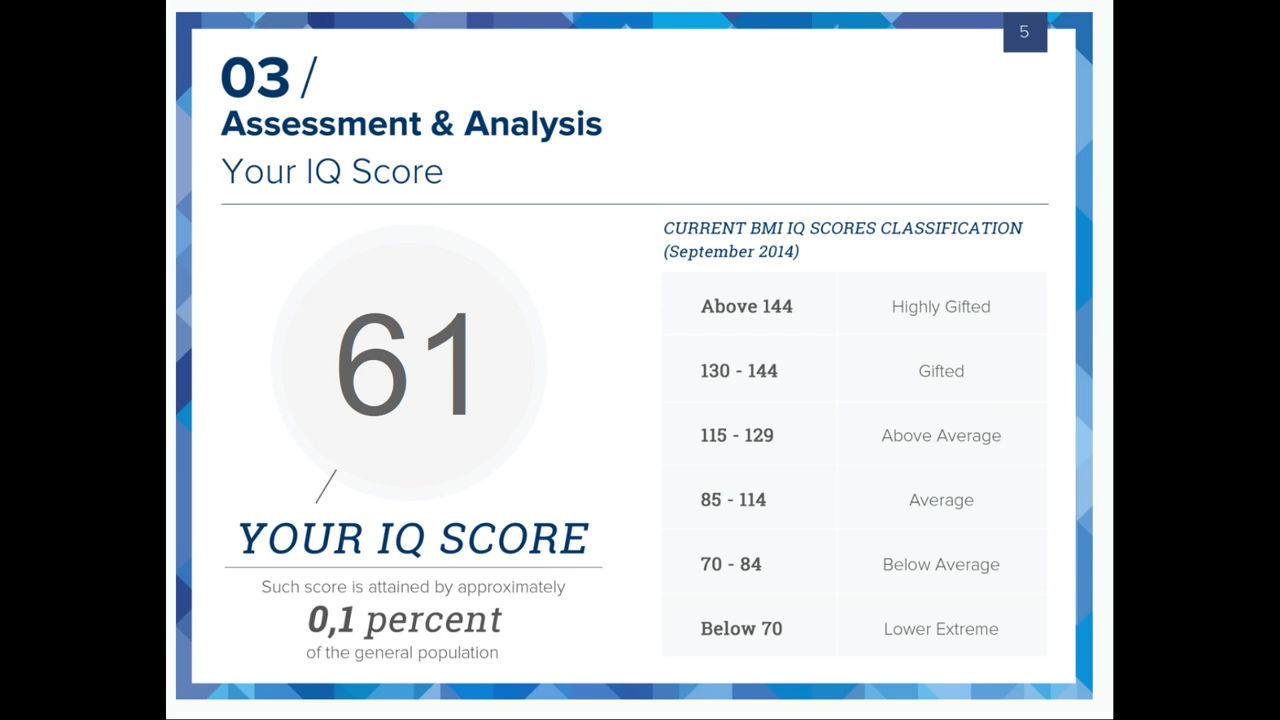 5
03 /
Assessment & Analysis
Your IQ Score
61
YOUR IQ SCORE
Such score is attained by approximately
0,1 percent
of the general population
CURRENT BMI IQ SCORES CLASSIFICATION
(September 2014)
Above 144 Highly Gifted
130 - 144 Gifted
115 - 129 Above Average
85 - 114 Average
70 - 84 Below Average
Below 70 Lower Extreme